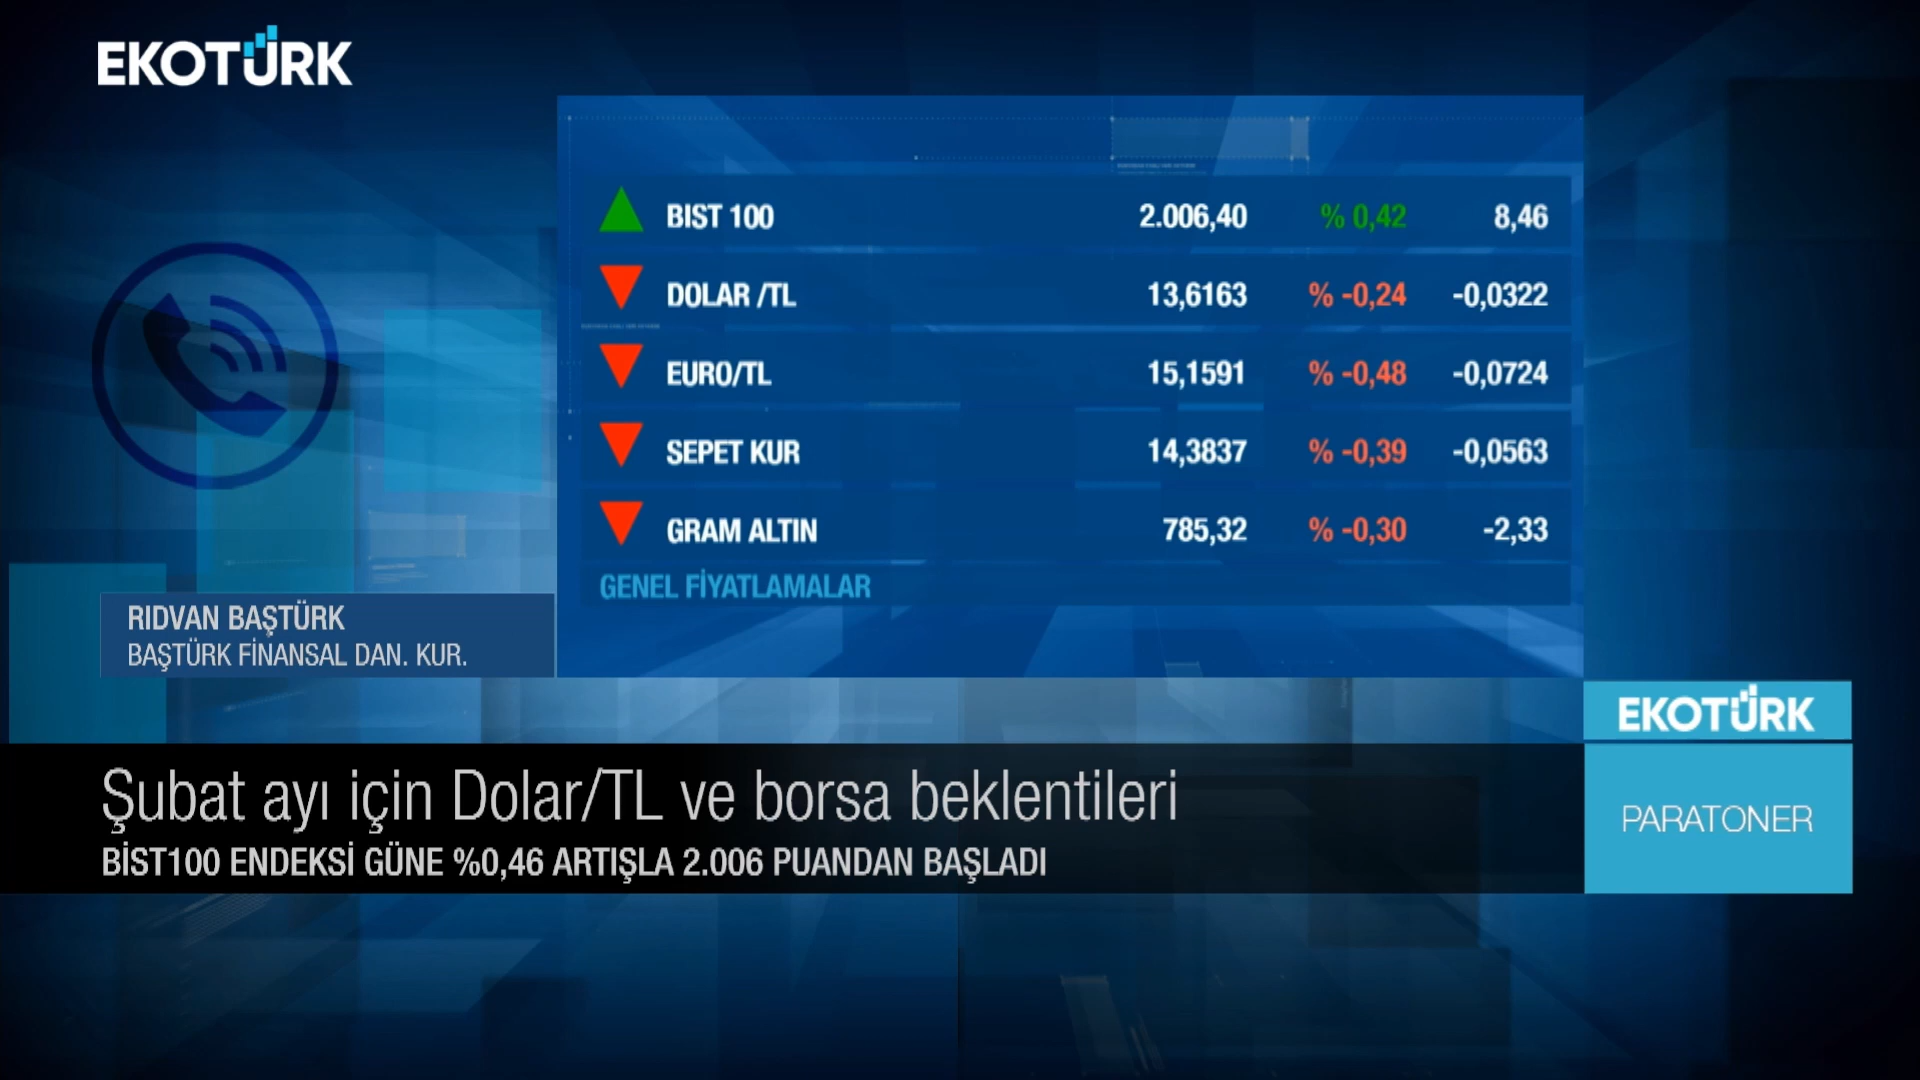 EKOTÜRK
BIST 100 2.006,40 % 0,42 8,46
DOLAR /TL 13,6163 % -0,24 -0,0322
EURO/TL 15,1591 % -0,48 -0,0724
SEPET KUR 14,3837 % -0,39 -0,0563
GRAM ALTIN 785,32 % -0,30 -2,33
GENEL FİYATLAMALAR
RIDVAN BAŞTÜRK
BAŞTÜRK FİNANSAL DAN. KUR.
EKOTÜRK
Şubat ayı için Dolar/TL ve borsa beklentileri
PARATONER
BİST100 ENDEKSİ GÜNE %0,46 ARTIŞLA 2.006 PUANDAN BAŞLADI